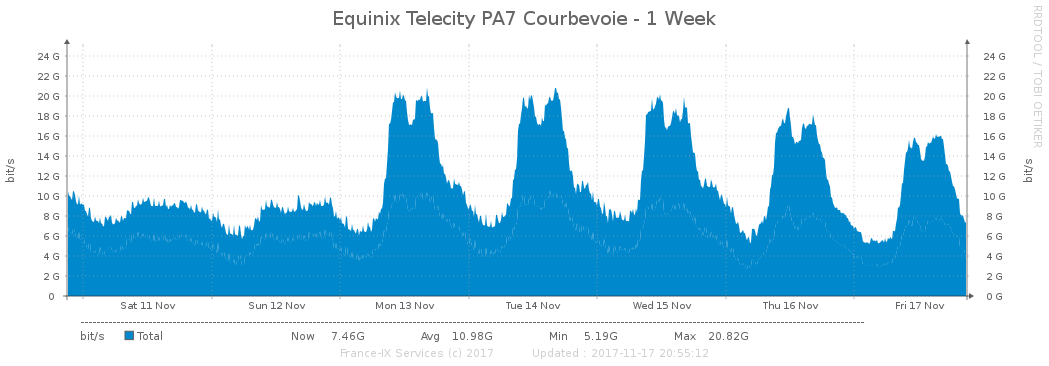 Equinix Telecity PA7 Courbevoie - 1 Week
RRDTOOL / TOBI OETIKER
bit/s
24 G 24 G
22 G 22 G
20 G 20 G
18 G 18 G
16 G 16 G
14 G 14 G
12 G 12 G
10 G 10 G
8 G 8 G
6 G 6 G
4 G 4 G
2 G 2 G
0 0 G
bit/s
Sat 11 Nov Sun 12 Nov Mon 13 Nov Tue 14 Nov Wed 15 Nov Thu 16 Nov Fri 17 Nov
bit/s Total Now 7.46G Avg 10.98G Min 5.19G Max 20.82G
France-IX Services (c) 2017 Updated : 2017-11-17 20:55:12